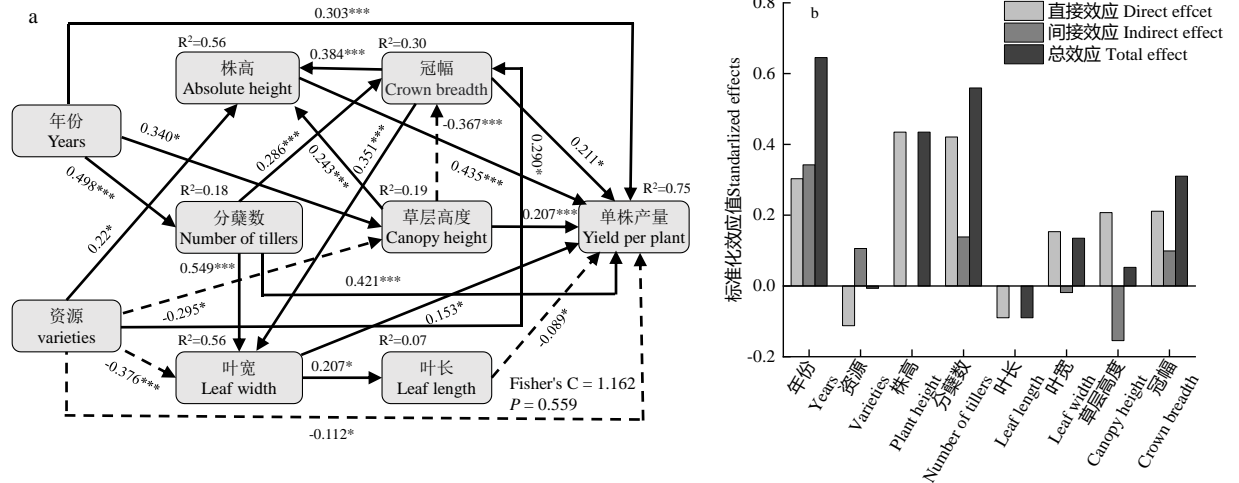 a
0.303***
R²=0.56
株高
Absolute height
0.384***
R²=0.30
冠幅
Crown breadth
年份
Years
0.340*
0.286***
0.243***
0.351***
-0.367***
0.435***
0.290*
0.211*
0.498***
R²=0.18
分蘖数
Number of tillers
R²=0.19
草层高度
Canopy height
0.207***
R²=0.75
单株产量
Yield per plant
0.22*
0.549***
0.421***
-0.295*
0.153*
-0.089*
资源
varieties
-0.376***
R²=0.56
叶宽
Leaf width
0.207*
R²=0.07
叶长
Leaf length
Fisher's C = 1.162
P = 0.559
-0.112*
b
直接效应 Direct effcet
间接效应 Indirect effect
总效应 Total effect
标准化效应值Standarlized effects
0.8
0.6
0.4
0.2
0.0
-0.2
年份
Years
资源
Varieties
株高
Plant height
分蘖数
Number of tillers
叶长
Leaf length
叶宽
Leaf width
草层高度
Canopy height
冠幅
Crown breadth